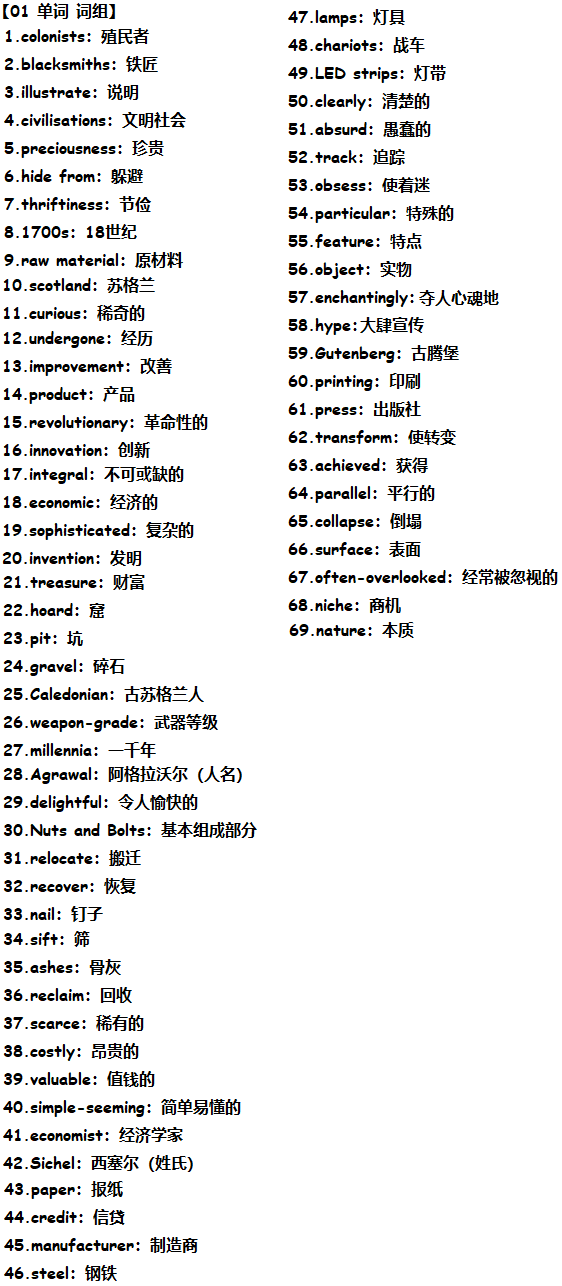 【01 单词 词组】
1.colonists: 殖民者
2.blacksmiths: 铁匠
3.illustrate: 说明
4.civilisations: 文明社会
5.preciousness: 珍贵
6.hide from: 躲避
7.thriftiness: 节俭
8.1700s: 18世纪
9.raw material: 原材料
10.scotland: 苏格兰
11.curious: 稀奇的
12.undergone: 经历
13.improvement: 改善
14.product: 产品
15.revolutionary: 革命性的
16.innovation: 创新
17.integral: 不可或缺的
18.economic: 经济的
19.sophisticated: 复杂的
20.invention: 发明
21.treasure: 财富
22.hoard: 窟
23.pit: 坑
24.gravel: 碎石
25.Caledonian: 古苏格兰人
26.weapon-grade: 武器等级
27.millennia: 一千年
28.Agrawal: 阿格拉沃尔 (人名)
29.delightful: 令人愉快的
30.Nuts and Bolts: 基本组成部分
31.relocate: 搬迁
32.recover: 恢复
33.nail: 钉子
34.sift: 筛
35.ashes: 骨灰
36.reclaim: 回收
37.scarce: 稀有的
38.costly: 昂贵的
39.valuable: 值钱的
40.simple-seeming: 简单易懂的
41.economist: 经济学家
42.Sichel: 西塞尔 (姓氏)
43.paper: 报纸
44.credit: 信贷
45.manufacturer: 制造商
46.steel: 钢铁
47.lamps: 灯具
48.chariots: 战车
49.LED strips: 灯带
50.clearly: 清楚的
51.absurd: 愚蠢的
52.track: 追踪
53.obsess: 使着迷
54.particular: 特殊的
55.feature: 特点
56.object: 实物
57.enchantingly: 夺人心魂地
58.hype:大肆宣传
59.Gutenberg: 古腾堡
60.printing: 印刷
61.press: 出版社
62.transform: 使转变
63.achieved: 获得
64.parallel: 平行的
65.collapse: 倒塌
66.surface: 表面
67.often-overlooked: 经常被忽视的
68.niche: 商机
69.nature: 本质